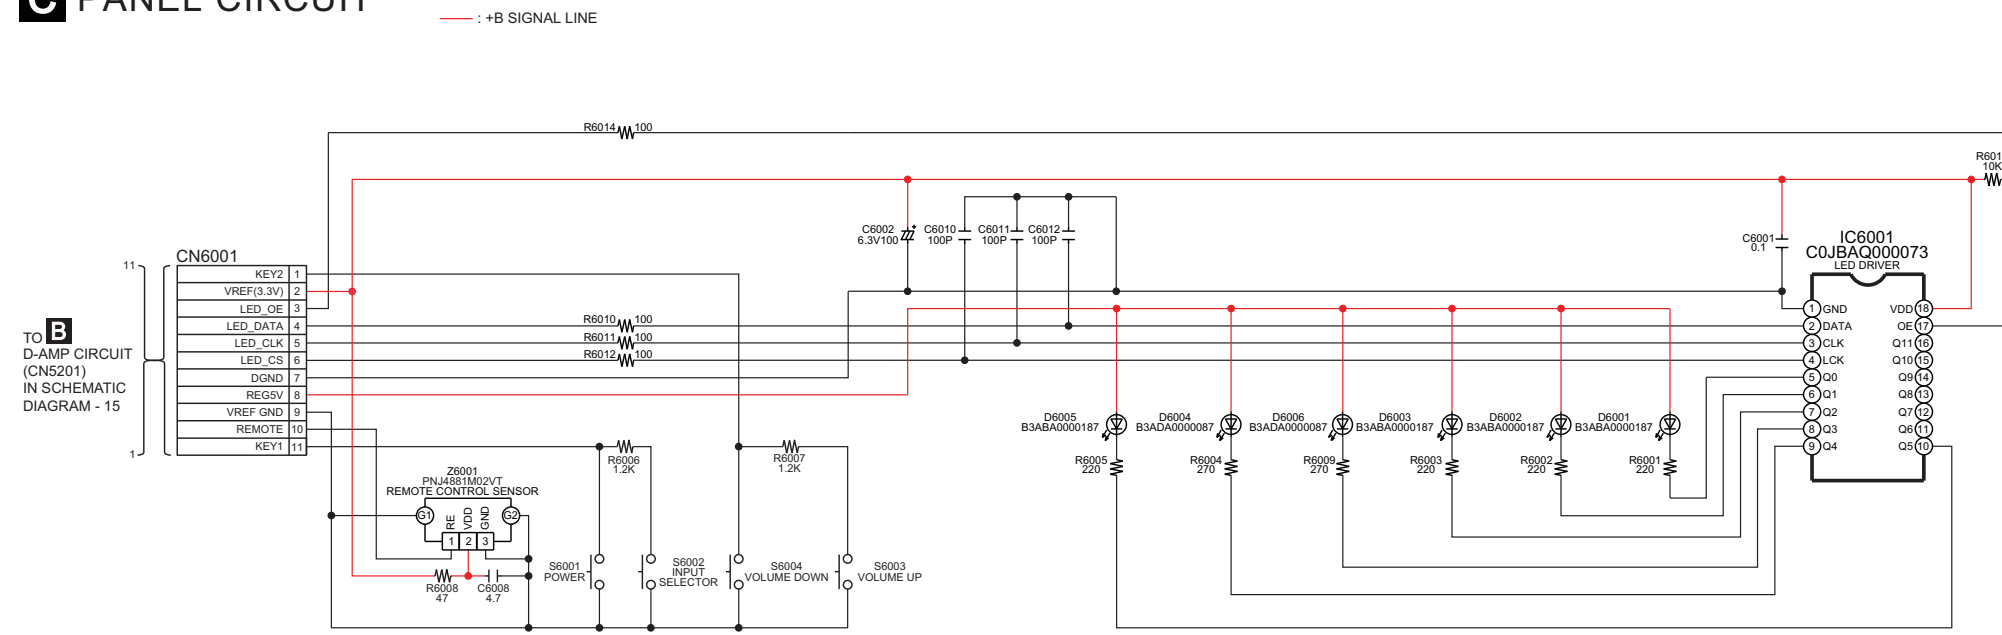 C PANEL CIRCUIT
: +B SIGNAL LINE
R6014 100
R601
10K
C6002
6.3V100
C6010
100P
C6011
100P
C6012
100P
C6001
0.1
IC6001
C0JBAQ000073
LED DRIVER
CN6001
11
1
TO B
D-AMP CIRCUIT
(CN5201)
IN SCHEMATIC
DIAGRAM - 15
KEY2 1
VREF(3.3V) 2
LED_OE 3
LED_DATA 4
LED_CLK 5
LED_CS 6
DGND 7
REG5V 8
VREF GND 9
REMOTE 10
KEY1 11
R6010 100
R6011 100
R6012 100
1 GND
2 DATA
3 CLK
4 LCK
5 Q0
6 Q1
7 Q2
8 Q3
9 Q4
VDD 18
OE 17
Q11 16
Q10 15
Q9 14
Q8 13
Q7 12
Q6 11
Q5 10
D6005
B3ABA0000187
D6004
B3ADA0000087
D6006
B3ADA0000087
D6003
B3ABA0000187
D6002
B3ABA0000187
D6001
B3ABA0000187
R6005
220
R6004
270
R6009
270
R6003
220
R6002
220
R6001
220
R6006
1.2K
R6007
1.2K
Z6001
PNJ4881M02VT
REMOTE CONTROL SENSOR
G1
RE
VDD
GND
G2
1 2 3
R6008
47
C6008
4.7
S6001
POWER
S6002
INPUT
SELECTOR
S6004
VOLUME DOWN
S6003
VOLUME UP